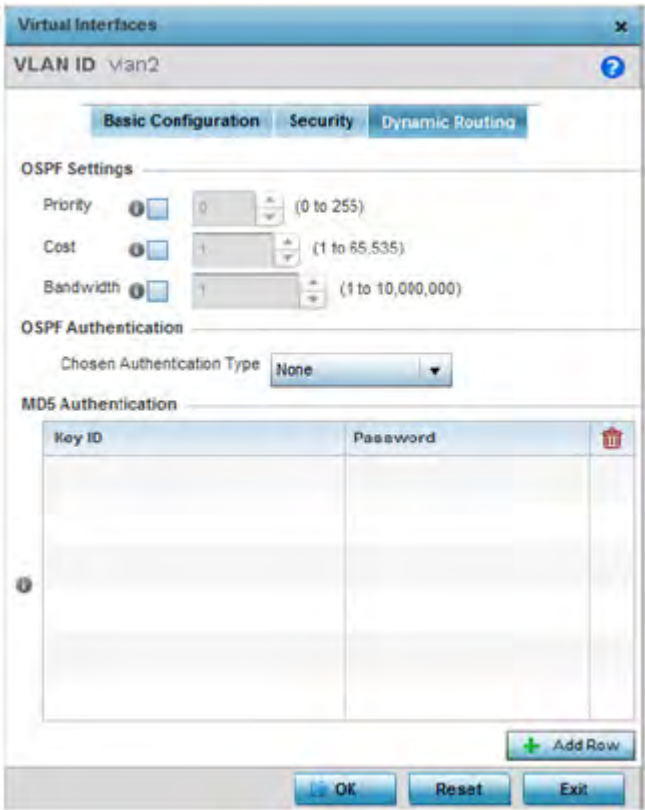 Virtual Interfaces
VLAN ID vlan2
Basic Configuration Security Dynamic Routing
OSPF Settings
Priority 0 (0 to 255)
Cost 1 (1 to 65,535)
Bandwidth 1 (1 to 10,000,000)
OSPF Authentication
Chosen Authentication Type None
MD5 Authentication
Key ID Password
Add Row
OK Reset Exit